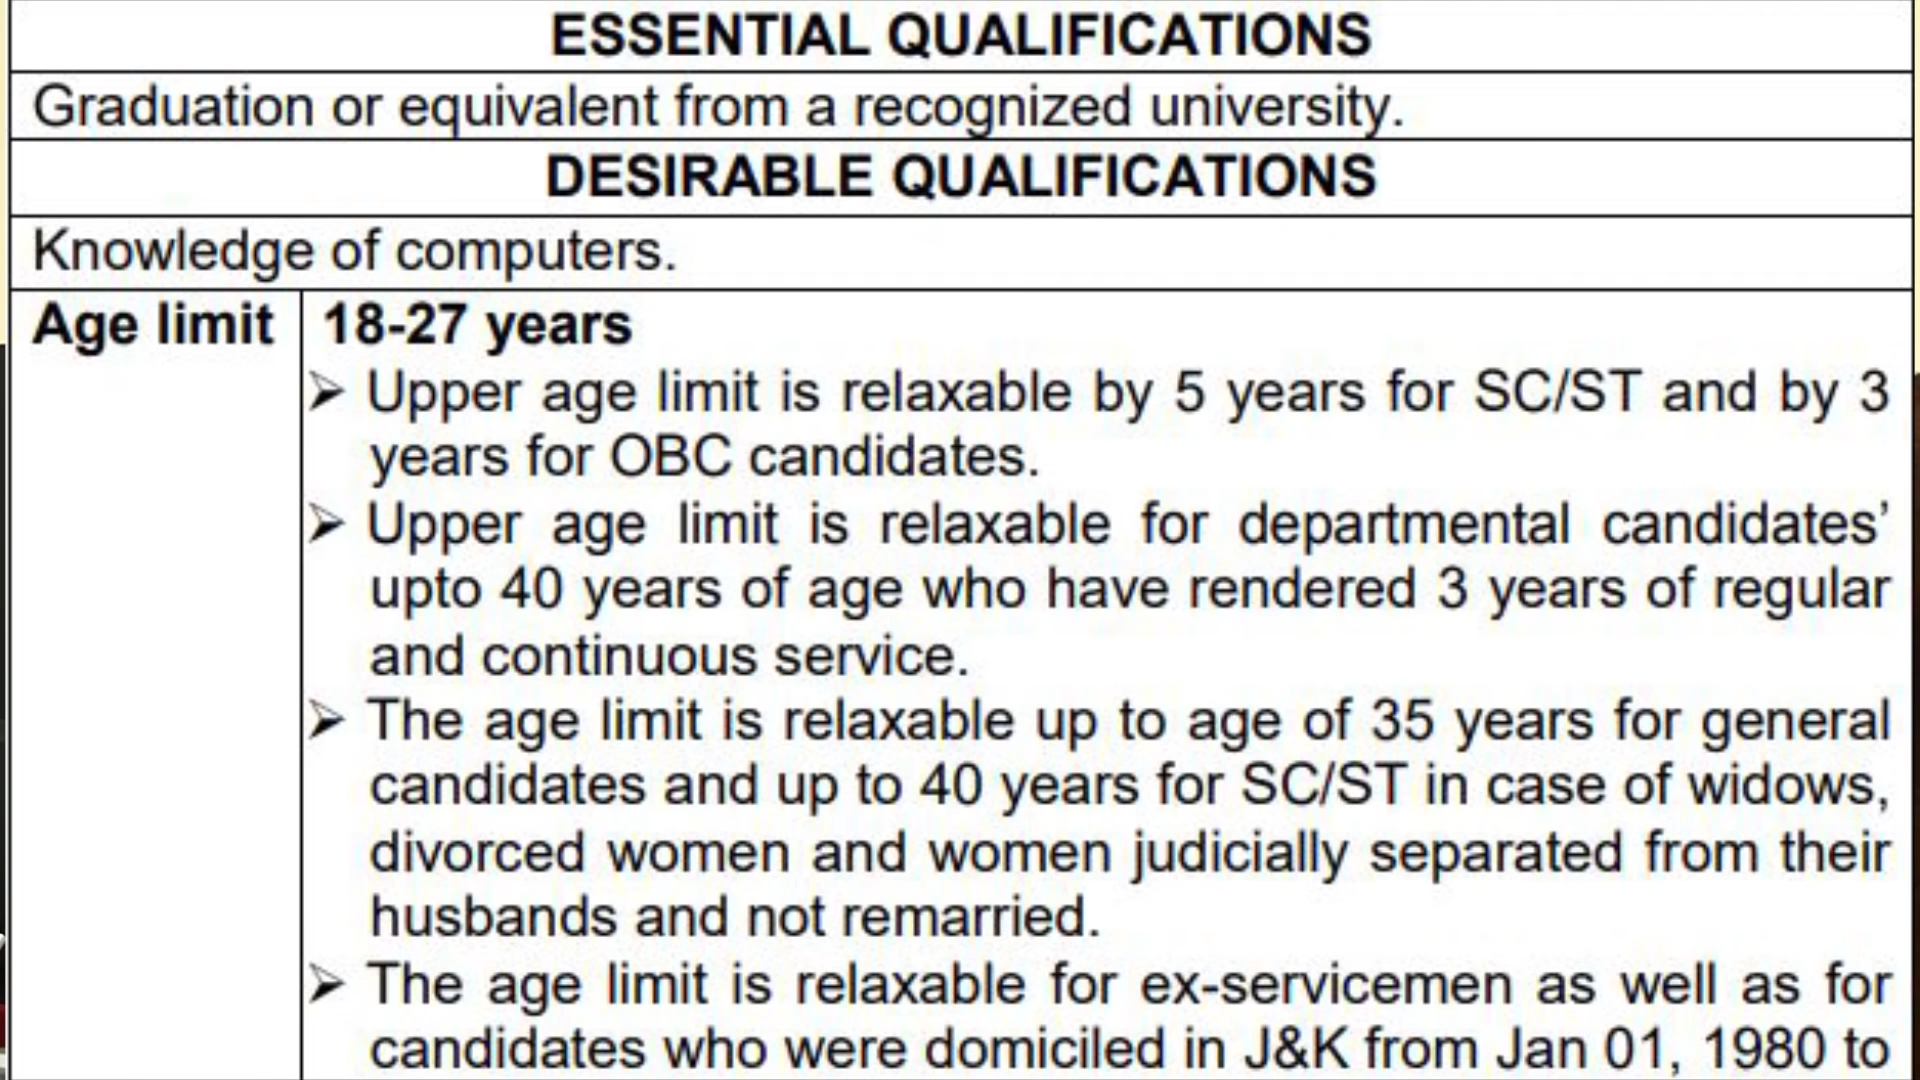 ESSENTIAL QUALIFICATIONS
Graduation or equivalent from a recognized university.
DESIRABLE QUALIFICATIONS
Knowledge of computers.
Age limit
18-27 years
➢ Upper age limit is relaxable by 5 years for SC/ST and by 3
years for OBC candidates.
➢ Upper age limit is relaxable for departmental candidates’
upto 40 years of age who have rendered 3 years of regular
and continuous service.
➢ The age limit is relaxable up to age of 35 years for general
candidates and up to 40 years for SC/ST in case of widows,
divorced women and women judicially separated from their
husbands and not remarried.
➢ The age limit is relaxable for ex-servicemen as well as for
candidates who were domiciled in J&K from Jan 01, 1980 to